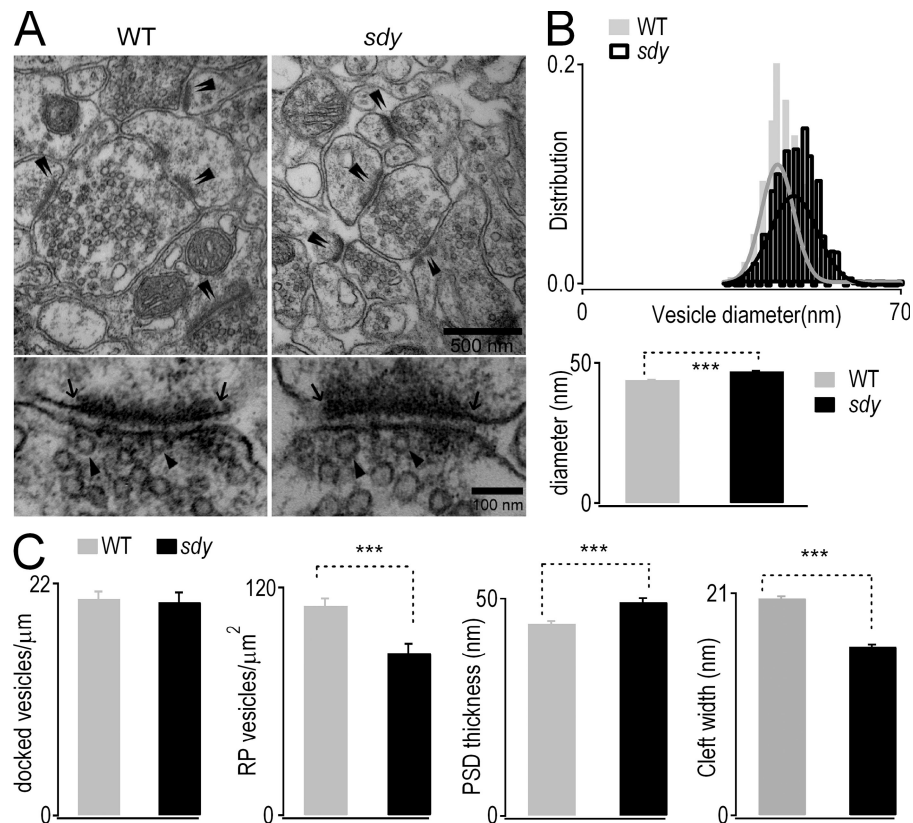 A
WT
sdy
500 nm
100 nm
B
WT
sdy
0.2
Distribution
0.0
0
Vesicle diameter(nm)
70
50
***
diameter (nm)
0
WT
sdy
C
WT
sdy
22
docked vesicles/μm
0
***
120
RP vesicles/μm²
0
***
50
PSD thickness (nm)
0
***
21
Cleft width (nm)
0